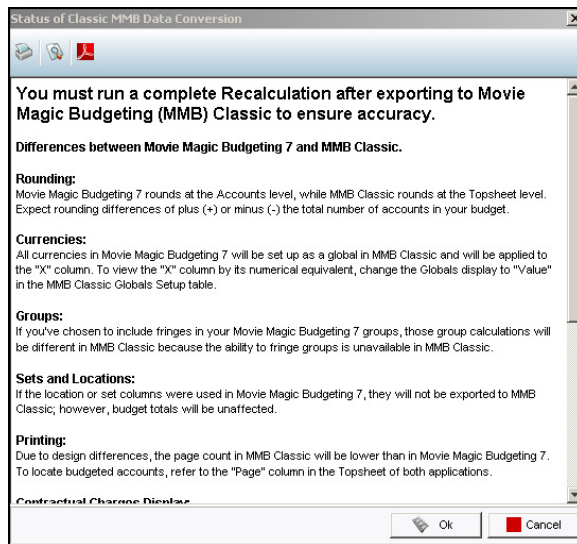 Status of Classic MMB Data Conversion
You must run a complete Recalculation after exporting to Movie
Magic Budgeting (MMB) Classic to ensure accuracy.
Differences between Movie Magic Budgeting 7 and MMB Classic.
Rounding:
Movie Magic Budgeting 7 rounds at the Accounts level, while MMB Classic rounds at the Topsheet level.
Expect rounding differences of plus (+) or minus (-) the total number of accounts in your budget.
Currencies:
All currencies in Movie Magic Budgeting 7 will be set up as a global in MMB Classic and will be applied to
the "X" column. To view the "X" column by its numerical equivalent, change the Globals display to "Value"
in the MMB Classic Globals Setup table.
Groups:
If you've chosen to include fringes in your Movie Magic Budgeting 7 groups, those group calculations will
be different in MMB Classic because the ability to fringe groups is unavailable in MMB Classic.
Sets and Locations:
If the location or set columns were used in Movie Magic Budgeting 7, they will not be exported to MMB
Classic; however, budget totals will be unaffected.
Printing:
Due to design differences, the page count in MMB Classic will be lower than in Movie Magic Budgeting 7.
To locate budgeted accounts, refer to the "Page" column in the Topsheet of both applications.
Contractual Charges Display:
Ok
Cancel